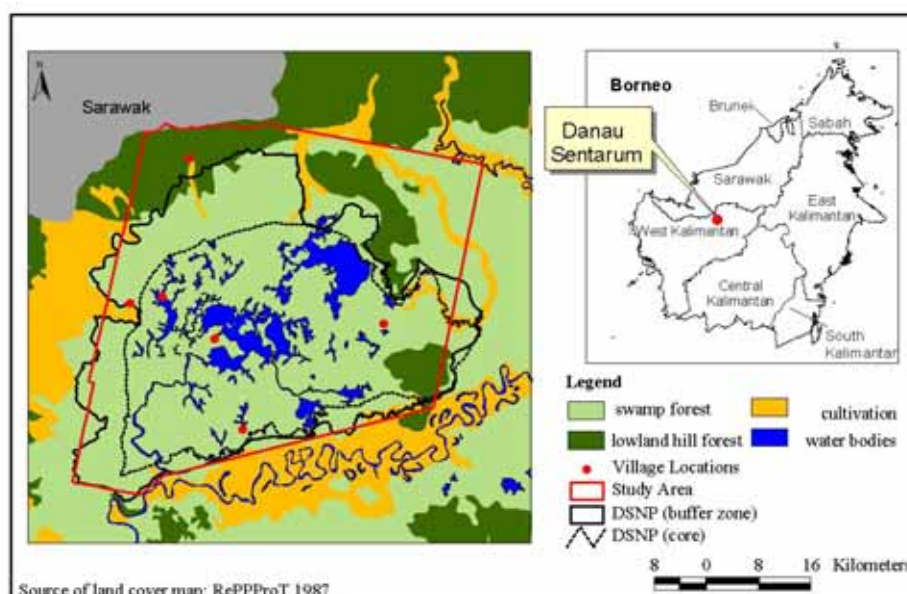 N
Sarawak
Borneo
Brunei
Sabah
Danau
Sentarum
Sarawak
East
Kalimantan
West Kalimantan
Central
Kalimantan
South
Kalimantan
Legend
swamp forest
cultivation
lowland hill forest
water bodies
Village Locations
Study Area
DSNP (buffer zone)
DSNP (core)
8 0 8 16 Kilometers
Source of land cover map: RePPProT 1987